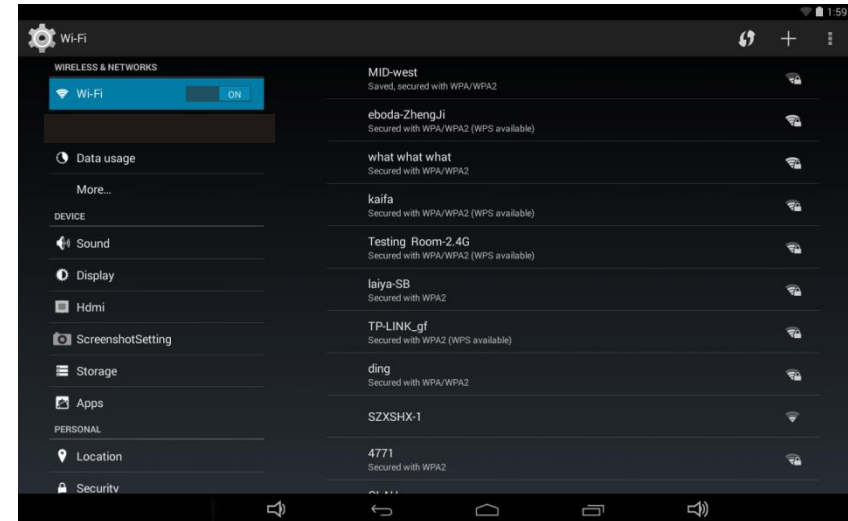 1:59
Wi-Fi
WIRELESS & NETWORKS
Wi-Fi ON
Data usage
More...
DEVICE
Sound
Display
Hdmi
ScreenshotSetting
Storage
Apps
PERSONAL
Location
Security
MID-west
Saved, secured with WPA/WPA2
eboda-ZhengJi
Secured with WPA/WPA2 (WPS available)
what what what
Secured with WPA/WPA2
kaifa
Secured with WPA/WPA2 (WPS available)
Testing Room-2.4G
Secured with WPA/WPA2 (WPS available)
laiya-SB
Secured with WPA2
TP-LINK_gf
Secured with WPA2 (WPS available)
ding
Secured with WPA/WPA2
SZXSHX-1
4771
Secured with WPA2